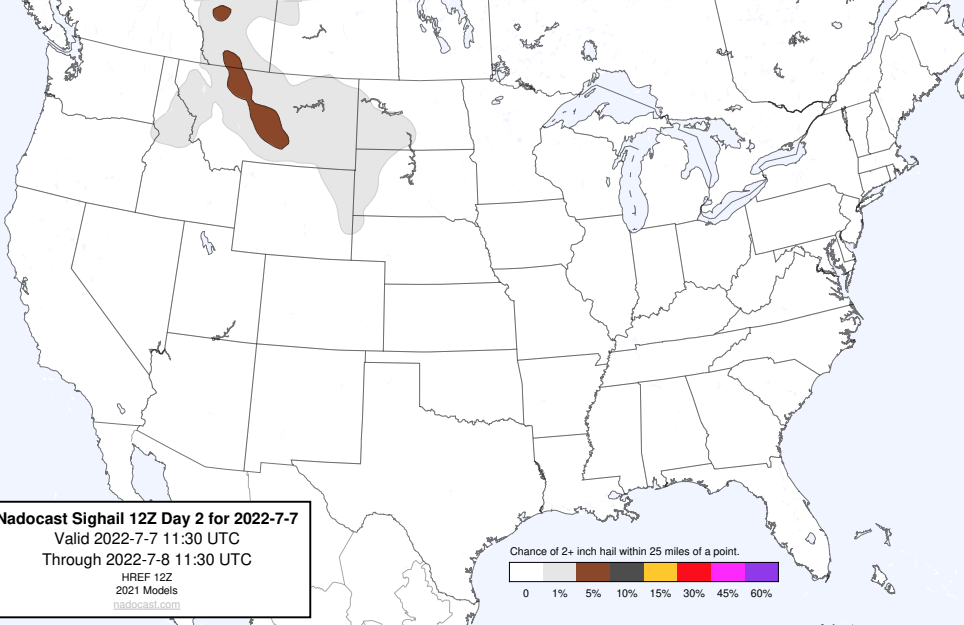 Nadocast Sighail 12Z Day 2 for 2022-7-7
Valid 2022-7-7 11:30 UTC
Through 2022-7-8 11:30 UTC
HREF 12Z
2021 Models
nadocast.com
Chance of 2+ inch hail within 25 miles of a point.
0 1% 5% 10% 15% 30% 45% 60%